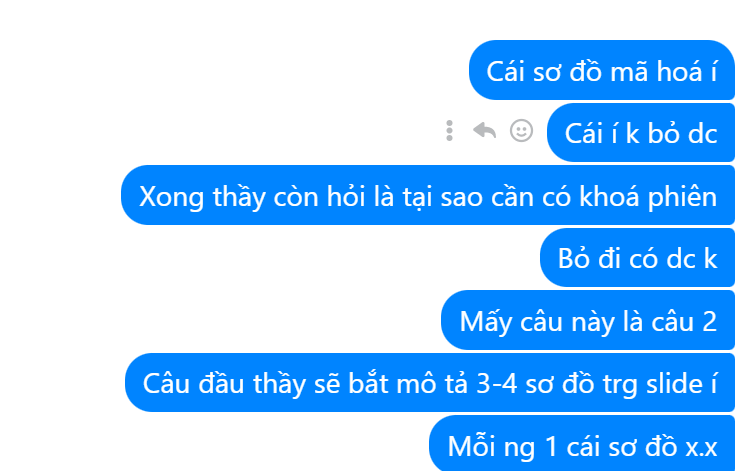 Cái sơ đồ mã hoá í
Cái í k bỏ dc
Xong thầy còn hỏi là tại sao cần có khoá phiên
Bỏ đi có dc k
Mấy câu này là câu 2
Câu đầu thầy sẽ bắt mô tả 3-4 sơ đồ trg slide í
Mỗi ng 1 cái sơ đồ x.x